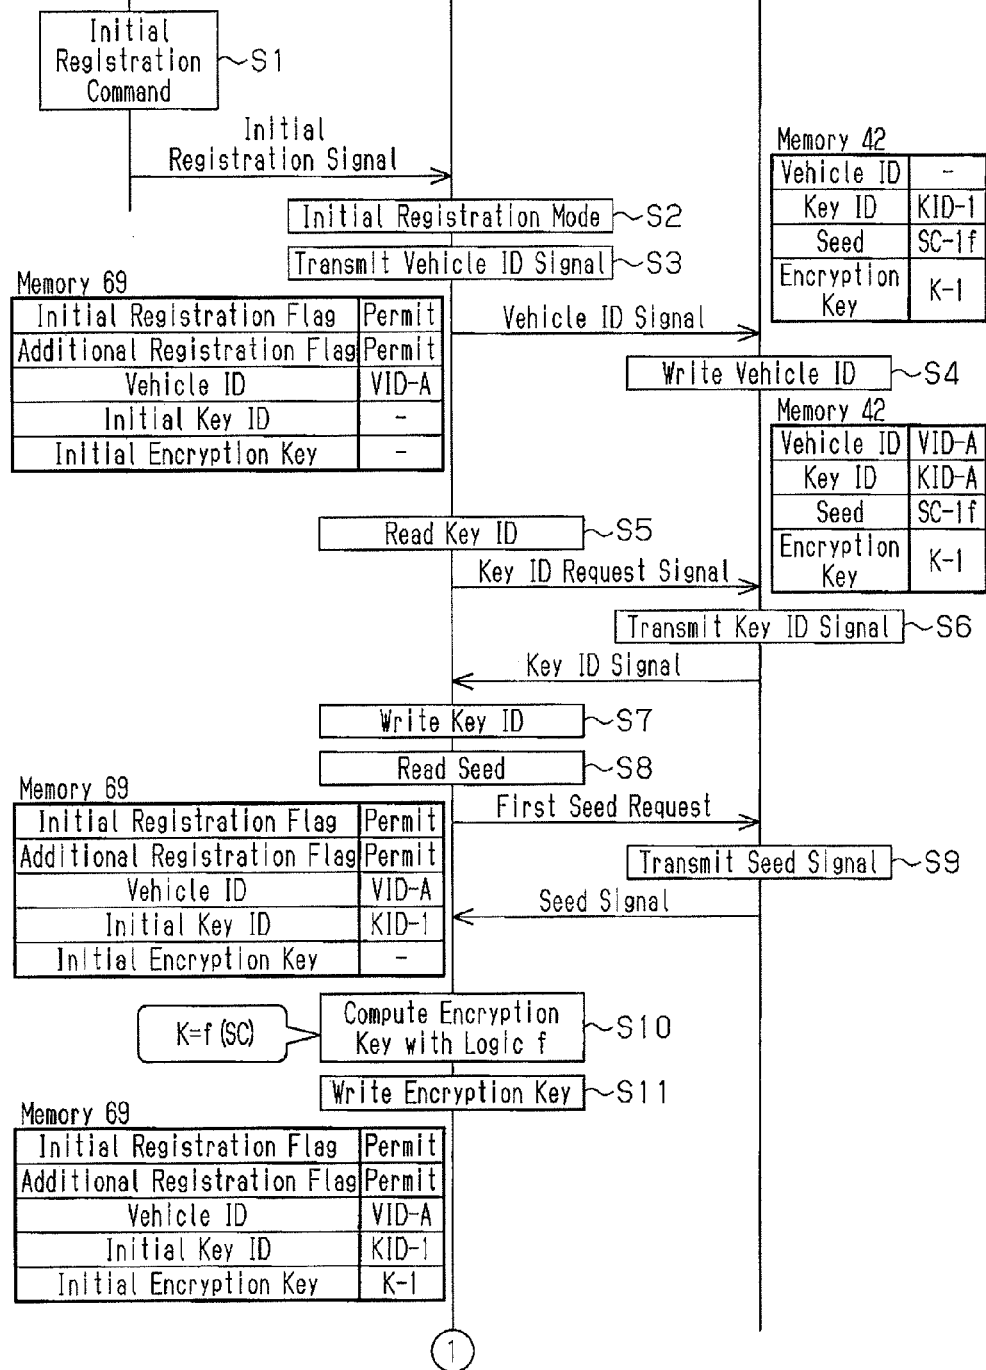 Initial
Registration
Command
S1
Initial
Registration Signal
Memory 42
Vehicle ID -
Key ID KID-1
Seed SC-1f
Encryption
Key K-1
Initial Registration Mode S2
Transmit Vehicle ID Signal S3
Memory 69
Initial Registration Flag Permit
Additional Registration Flag Permit
Vehicle ID VID-A
Initial Key ID -
Initial Encryption Key -
Vehicle ID Signal
Write Vehicle ID S4
Memory 42
Vehicle ID VID-A
Key ID KID-A
Seed SC-1f
Encryption
Key K-1
Read Key ID S5
Key ID Request Signal
Transmit Key ID Signal S6
Key ID Signal
Write Key ID S7
Read Seed S8
Memory 69
Initial Registration Flag Permit
Additional Registration Flag Permit
Vehicle ID VID-A
Initial Key ID KID-1
Initial Encryption Key -
First Seed Request
Transmit Seed Signal S9
Seed Signal
K=f (SC)
Compute Encryption
Key with Logic f
S10
Write Encryption Key S11
Memory 69
Initial Registration Flag Permit
Additional Registration Flag Permit
Vehicle ID VID-A
Initial Key ID KID-1
Initial Encryption Key K-1
1